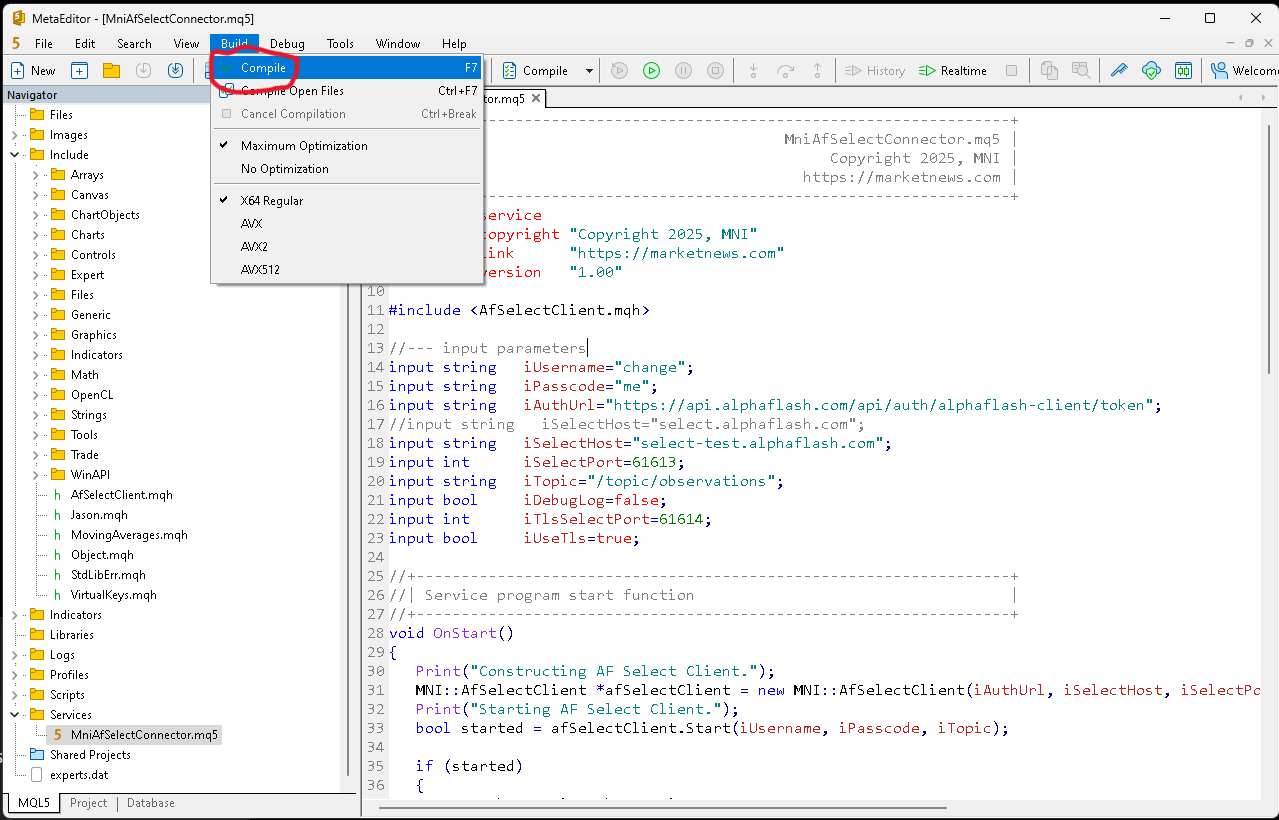 MetaEditor - [MniAfSelectConnector.mq5]
5 File Edit Search View Build Debug Tools Window Help
New Compile History Realtime Welcom
Navigator
Files
Images
Include
Arrays
Canvas
ChartObjects
Charts
Controls
Expert
Files
Generic
Graphics
Indicators
Math
OpenCL
Strings
Tools
Trade
WinAPI
h AfSelectClient.mqh
h Jason.mqh
h MovingAverages.mqh
h Object.mqh
h StdLibErr.mqh
h VirtualKeys.mqh
Indicators
Libraries
Logs
Profiles
Scripts
Services
5 MniAfSelectConnector.mq5
Shared Projects
experts.dat
MQL5 Project Database
Compile F7
Compile Open Files Ctrl+F7
Cancel Compilation Ctrl+Break
Maximum Optimization
No Optimization
X64 Regular
AVX
AVX2
AVX512
tor.mq5
-------------------------------------------------+
MniAfSelectConnector.mq5 |
Copyright 2025, MNI |
https://marketnews.com |
-------------------------------------------------+
service
copyright "Copyright 2025, MNI"
link "https://marketnews.com"
version "1.00"
10
11 #include <AfSelectClient.mqh>
12
13 //--- input parameters
14 input string iUsername="change";
15 input string iPasscode="me";
16 input string iAuthUrl="https://api.alphaflash.com/api/auth/alphaflash-client/token";
17 //input string iSelectHost="select.alphaflash.com";
18 input string iSelectHost="select-test.alphaflash.com";
19 input int iSelectPort=61613;
20 input string iTopic="/topic/observations";
21 input bool iDebugLog=false;
22 input int iTlsSelectPort=61614;
23 input bool iUseTls=true;
24
25 //+------------------------------------------------------------------+
26 //| Service program start function |
27 //+------------------------------------------------------------------+
28 void OnStart()
29 {
30 Print("Constructing AF Select Client.");
31 MNI::AfSelectClient *afSelectClient = new MNI::AfSelectClient(iAuthUrl, iSelectHost, iSelectPo
32 Print("Starting AF Select Client.");
33 bool started = afSelectClient.Start(iUsername, iPasscode, iTopic);
34
35 if (started)
36 {